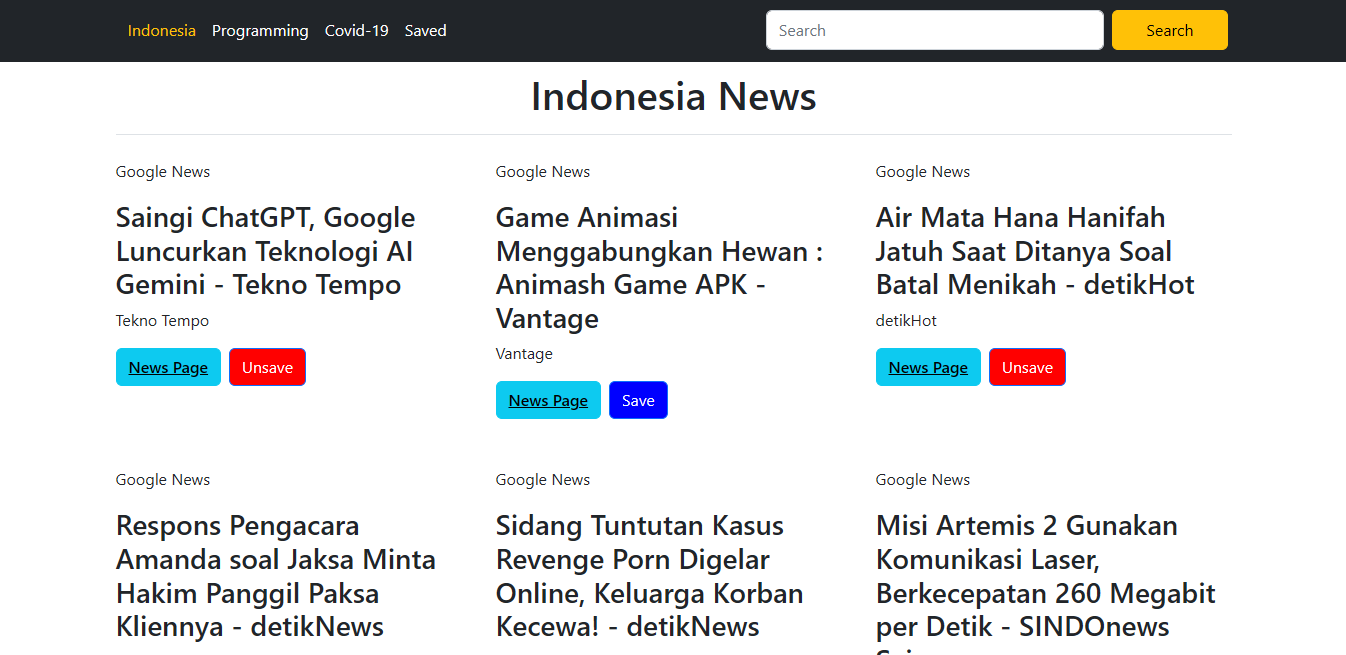 Indonesia Programming Covid-19 Saved Search Search
Indonesia News
Google News
Saingi ChatGPT, Google
Luncurkan Teknologi AI
Gemini - Tekno Tempo
Tekno Tempo
News Page Unsave
Google News
Game Animasi
Menggabungkan Hewan :
Animash Game APK -
Vantage
Vantage
News Page Save
Google News
Air Mata Hana Hanifah
Jatuh Saat Ditanya Soal
Batal Menikah - detikHot
detikHot
News Page Unsave
Google News
Respons Pengacara
Amanda soal Jaksa Minta
Hakim Panggil Paksa
Kliennya - detikNews
Google News
Sidang Tuntutan Kasus
Revenge Porn Digelar
Online, Keluarga Korban
Kecewa! - detikNews
Google News
Misi Artemis 2 Gunakan
Komunikasi Laser,
Berkecepatan 260 Megabit
per Detik - SINDOnews